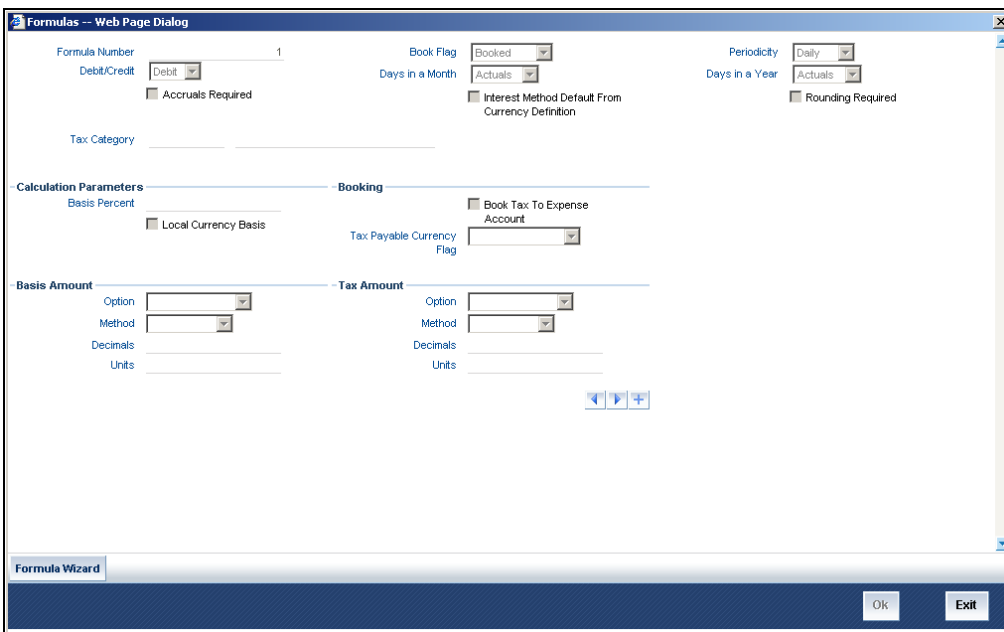 Formulas -- Web Page Dialog
Formula Number 1 Book Flag Booked Periodicity Daily
Debit/Credit Debit Days in a Month Actuals Days in a Year Actuals
Accruals Required Interest Method Default From Rounding Required
Currency Definition
Tax Category
Calculation Parameters Booking
Basis Percent Book Tax To Expense
Account
Local Currency Basis
Tax Payable Currency
Flag
Basis Amount Tax Amount
Option Option
Method Method
Decimals Decimals
Units Units
Formula Wizard
Ok Exit